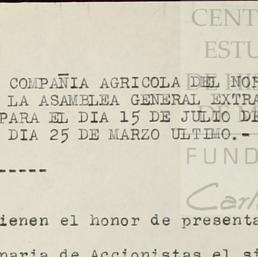 CENT
ESTU
COMPAÑIA AGRICOLA DEL NOR
LA ASAMBLEA GENERAL EXTRA
PARA EL DIA 15 DE JULIO DE
DIA 25 DE MARZO ULTIMO.-
-----
FUND
Carl
ienen el honor de presenta
naria de Accionistas el si